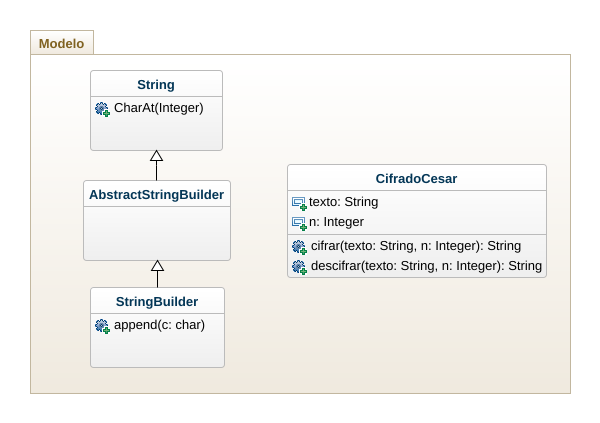 Modelo
String
CharAt(Integer)
AbstractStringBuilder
StringBuilder
append(c: char)
CifradoCesar
texto: String
n: Integer
cifrar(texto: String, n: Integer): String
descifrar(texto: String, n: Integer): String